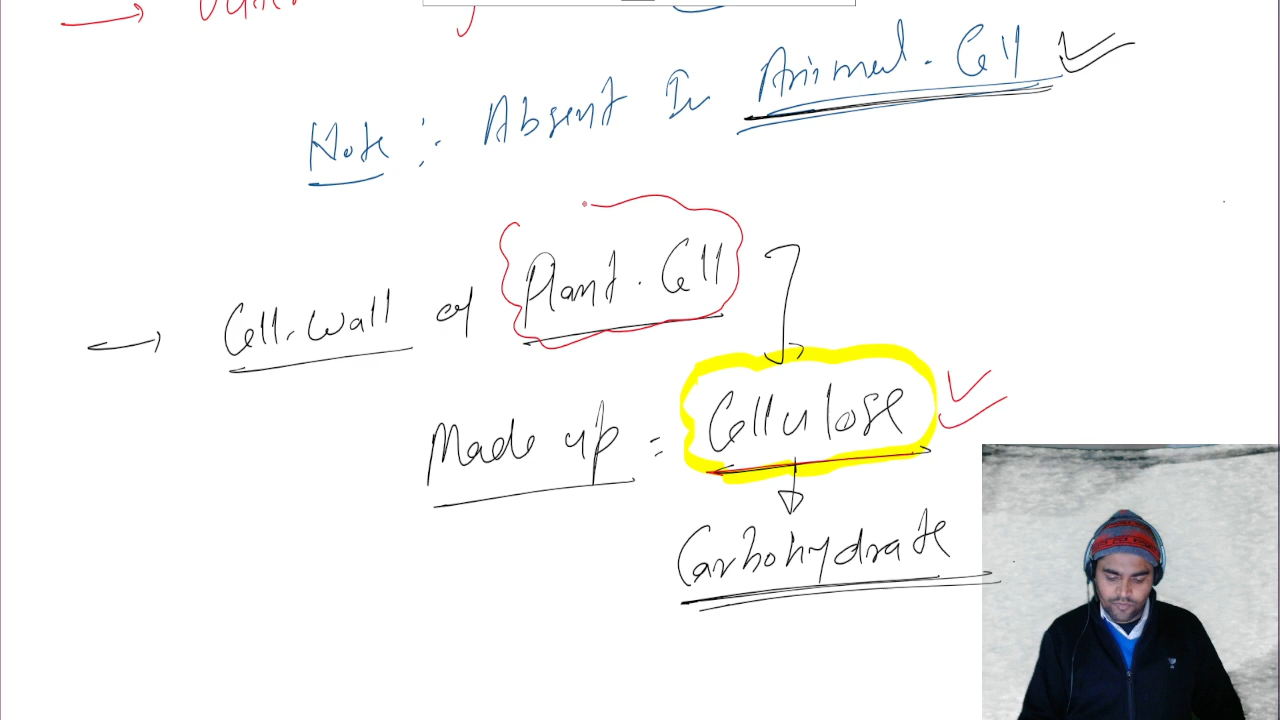 Note :- Absent In Animal. Cell
→ Cell. wall of Plant. Cell
Made up = Cellulose
Carbohydrate